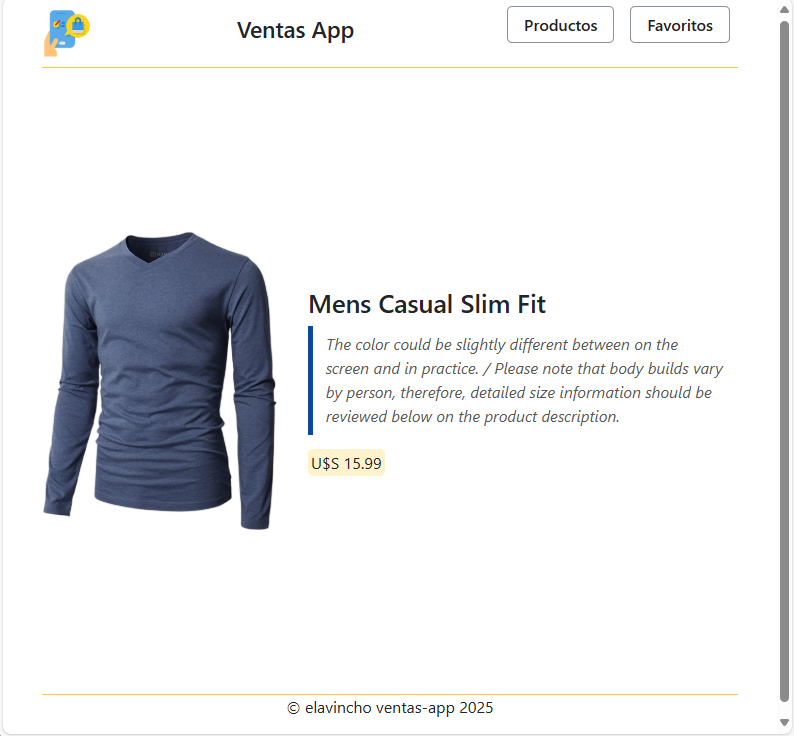 Ventas App
Productos
Favoritos
Mens Casual Slim Fit
The color could be slightly different between on the
screen and in practice. / Please note that body builds vary
by person, therefore, detailed size information should be
reviewed below on the product description.
U$S 15.99
© elavincho ventas-app 2025